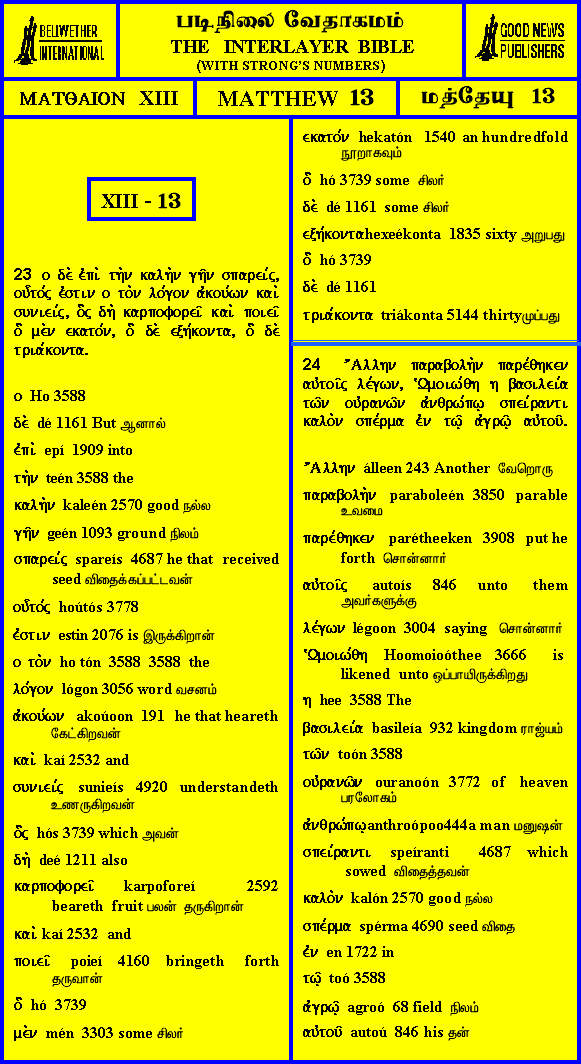 BELLWETHER
INTERNATIONAL
படிநிலை வேதாகமம்
THE INTERLAYER BIBLE
(WITH STRONG'S NUMBERS)
GOOD NEWS
PUBLISHERS
ΜΑΤΘΑΙΟΝ XIII
MATTHEW 13
மத்தேயு 13
XIII - 13
23 ο δὲ ἐπὶ τὴν καλὴν γῆν σπαρείς,
οὗτός ἐστιν ο τὸν λόγον ἀκούων καὶ
συνιείς, ὃς δὴ καρποφορεῖ καὶ ποιεῖ
ὃ μὲν εκατόν, ὃ δὲ εξήκοντα, ὃ δὲ
τριάκοντα.
ο Ho 3588
δὲ dé 1161 But ஆனால்
ἐπὶ epí 1909 into
τὴν teén 3588 the
καλὴν kaleén 2570 good நல்ல
γῆν geén 1093 ground நிலம்
σπαρείς spareís 4687 he that received
seed விதைக்கப்பட்டவன்
οὗτός hoútós 3778
ἐστιν estin 2076 is இருக்கிறான்
ο τὸν ho tón 3588 3588 the
λόγον lógon 3056 word வசனம்
ἀκούων akoúoon 191 he that heareth
கேட்கிறவன்
καὶ kaí 2532 and
συνιείς sunieís 4920 understandeth
உணருகிறவன்
ὃς hós 3739 which அவன்
δὴ deé 1211 also
καρποφορεῖ karpoforeí 2592
beareth fruit பலன் தருகிறான்
καὶ kaí 2532 and
ποιεῖ poieí 4160 bringeth forth
தருவான்
ὃ hó 3739
μὲν mén 3303 some சிலர்
εκατόν hekatón 1540 an hundredfold
நூறாகவும்
ὃ hó 3739 some சிலர்
δὲ dé 1161 some சிலர்
εξήκοντα hexeékonta 1835 sixty அறுபது
ὃ hó 3739
δὲ dé 1161
τριάκοντα triákonta 5144 thirty முப்பது
24 Ἄλλην παραβολὴν παρέθηκεν
αὐτοῖς λέγων, Ὡμοιώθη η βασιλεία
τῶν οὐρανῶν ἀνθρώπῳ σπείραντι
καλὸν σπέρμα ἐν τῷ ἀγρῷ αὐτοῦ.
Ἄλλην álleen 243 Another வேறொரு
παραβολὴν paraboleén 3850 parable
உவமை
παρέθηκεν parétheeken 3908 put he
forth சொன்னார்
αὐτοῖς autoís 846 unto them
அவர்களுக்கு
λέγων légoon 3004 saying சொன்னார்
Ὡμοιώθη Hoomoioóthee 3666 is
likened unto ஒப்பாயிருக்கிறது
η hee 3588 The
βασιλεία basileía 932 kingdom ராஜ்யம்
τῶν toón 3588
οὐρανῶν ouranoón 3772 of heaven
பரலோகம்
ἀνθρώπῳ anthroópoo444a man மனுஷன்
σπείραντι speíranti 4687 which
sowed விதைத்தவன்
καλὸν kalón 2570 good நல்ல
σπέρμα spérma 4690 seed விதை
ἐν en 1722 in
τῷ toó 3588
ἀγρῷ agroó 68 field நிலம்
αὐτοῦ autoú 846 his தன்